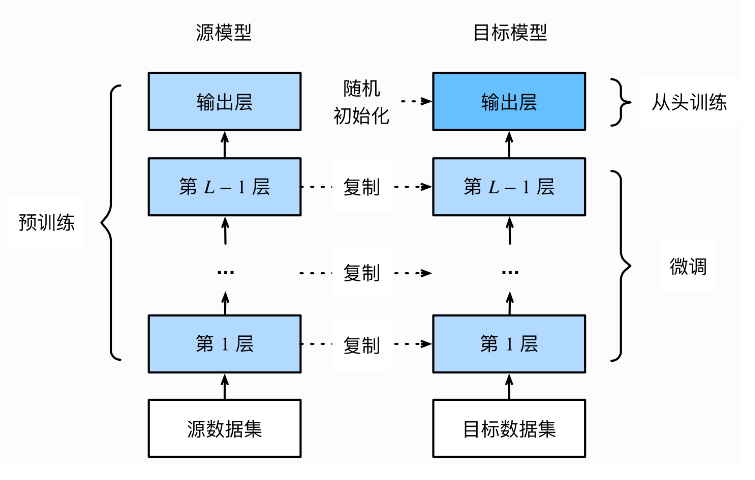 源模型
目标模型
输出层
随机
初始化
输出层
从头训练
第 L − 1 层
复制
第 L − 1 层
预训练
微调
...
复制
...
第 1 层
复制
第 1 层
源数据集
目标数据集